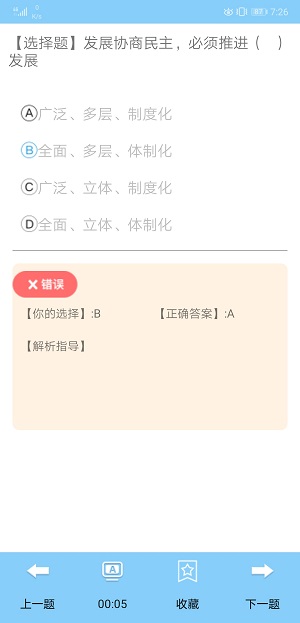 7:26
【选择题】发展协商民主，必须推进（　）
发展
A 广泛、多层、制度化
B 全面、多层、体制化
C 广泛、立体、制度化
D 全面、立体、体制化
错误
【你的选择】:B 【正确答案】:A
【解析指导】
A
上一题 00:05 收藏 下一题